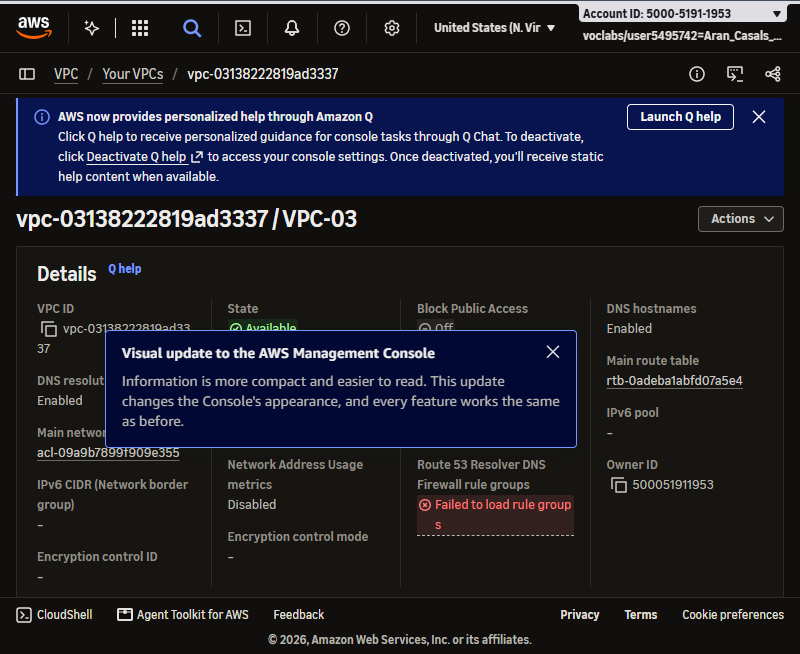 aws
United States (N. Vir
Account ID: 5000-5191-1953
voclabs/user5495742=Aran_Casals_...
VPC / Your VPCs / vpc-03138222819ad3337
AWS now provides personalized help through Amazon Q
Click Q help to receive personalized guidance for console tasks through Q Chat. To deactivate,
click Deactivate Q help to access your console settings. Once deactivated, you'll receive static
help content when available.
Launch Q help
vpc-03138222819ad3337 / VPC-03
Actions
Details
Q help
VPC ID
vpc-03138222819ad33
37
DNS resolut
Enabled
Main networ
acl-09a9b7899f909e355
IPv6 CIDR (Network border
group)
–
Encryption control ID
–
State
Available
Block Public Access
Off
DNS hostnames
Enabled
Main route table
rtb-0adeba1abfd07a5e4
IPv6 pool
–
Owner ID
500051911953
Visual update to the AWS Management Console
Information is more compact and easier to read. This update
changes the Console's appearance, and every feature works the same
as before.
Network Address Usage
metrics
Disabled
Encryption control mode
–
Route 53 Resolver DNS
Firewall rule groups
Failed to load rule group
s
CloudShell
Agent Toolkit for AWS
Feedback
Privacy
Terms
Cookie preferences
© 2026, Amazon Web Services, Inc. or its affiliates.